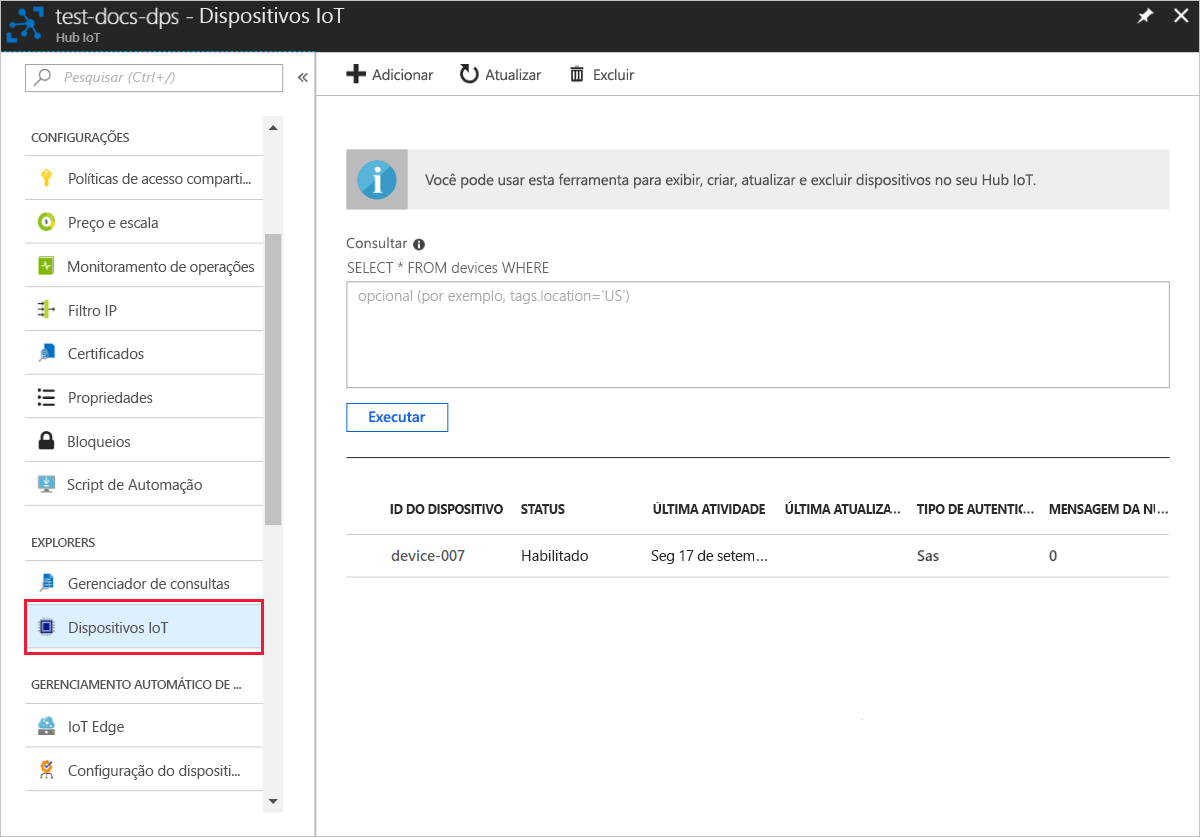 test-docs-dps - Dispositivos IoT
Hub IoT
Pesquisar (Ctrl+/)
«
Adicionar
Atualizar
Excluir
CONFIGURAÇÕES
Políticas de acesso comparti...
Preço e escala
Monitoramento de operações
Filtro IP
Certificados
Propriedades
Bloqueios
Script de Automação
EXPLORERS
Gerenciador de consultas
Dispositivos IoT
GERENCIAMENTO AUTOMÁTICO DE ...
IoT Edge
Configuração do dispositi...
Você pode usar esta ferramenta para exibir, criar, atualizar e excluir dispositivos no seu Hub IoT.
Consultar
SELECT * FROM devices WHERE
opcional (por exemplo, tags.location='US')
Executar
ID DO DISPOSITIVO STATUS ÚLTIMA ATIVIDADE ÚLTIMA ATUALIZA... TIPO DE AUTENTIC... MENSAGEM DA NU...
device-007 Habilitado Seg 17 de setem... Sas 0